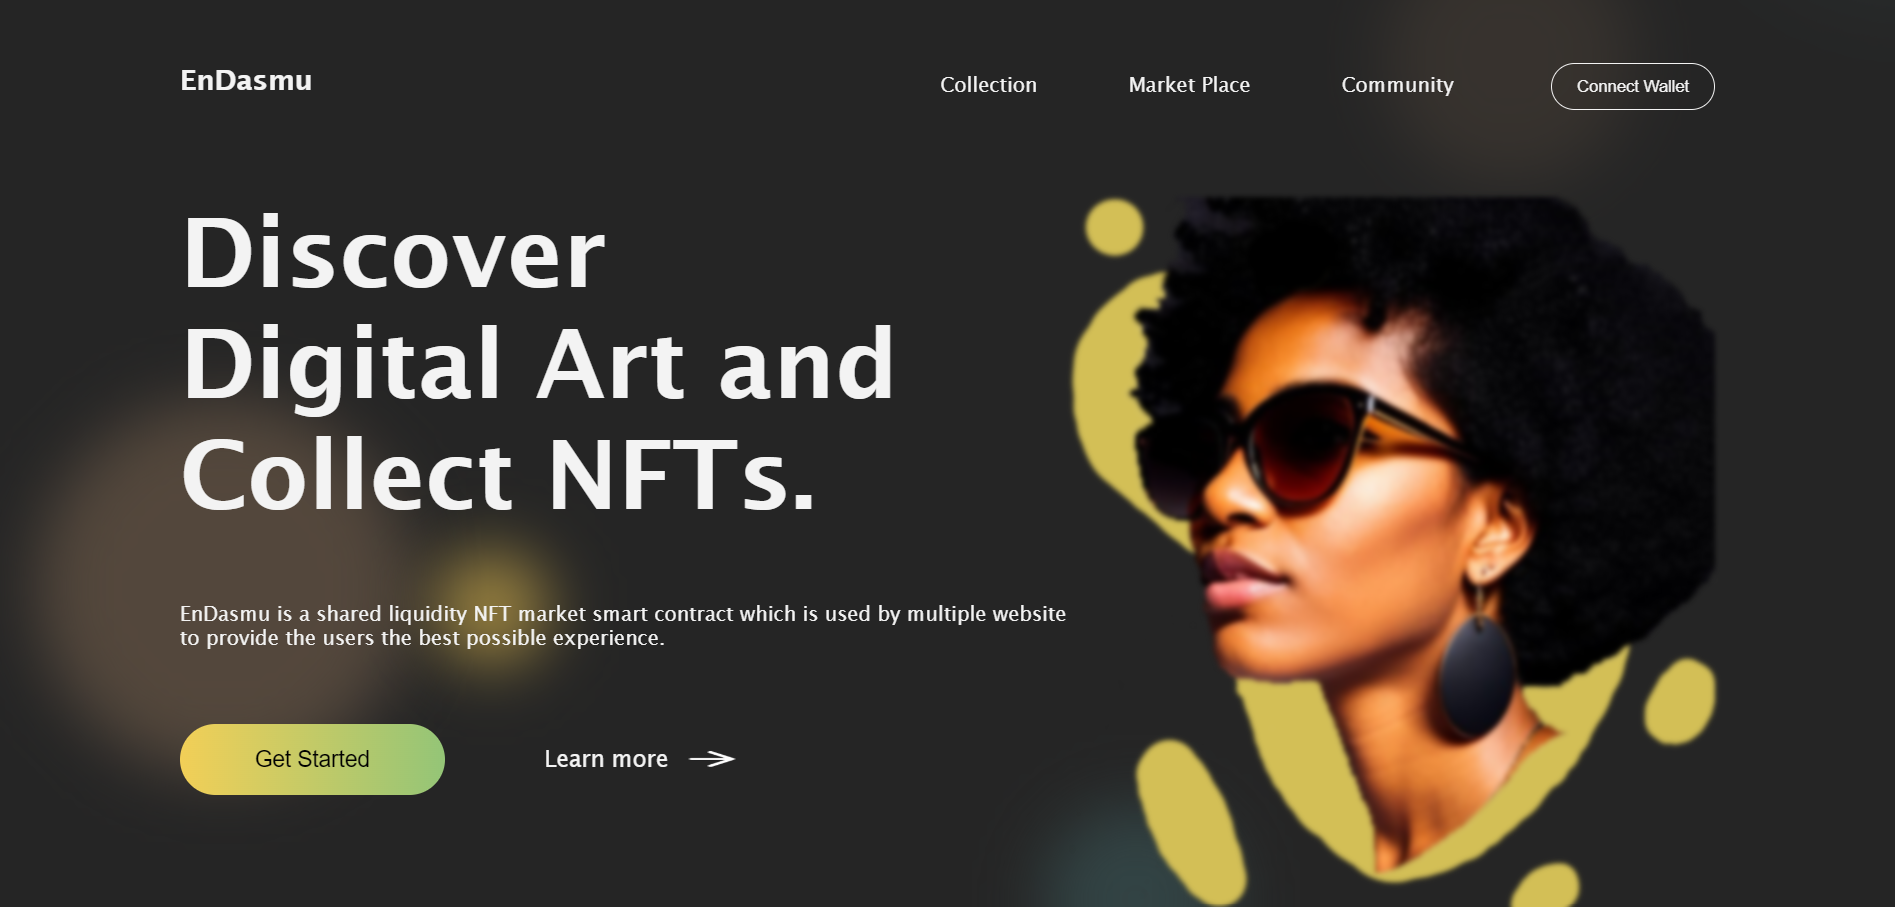 EnDasmu
Collection
Market Place
Community
Connect Wallet
Discover
Digital Art and
Collect NFTs.
EnDasmu is a shared liquidity NFT market smart contract which is used by multiple website
to provide the users the best possible experience.
Get Started
Learn more